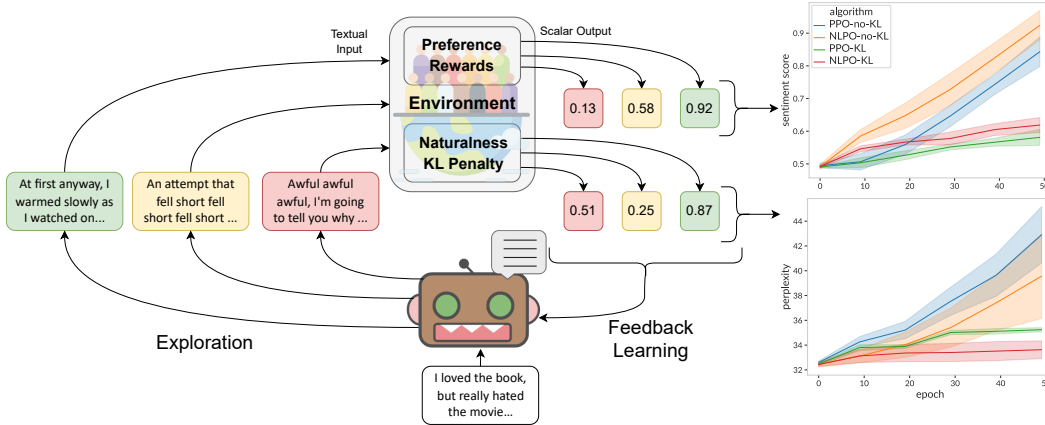 Textual
Input
Preference
Rewards
Environment
Naturalness
KL Penalty
Scalar Output
0.13
0.58
0.92
0.51
0.25
0.87
At first anyway, I
warmed slowly as
I watched on...
An attempt that
fell short fell
short fell short ...
Awful awful
awful, I'm going
to tell you why ...
Exploration
Feedback
Learning
I loved the book,
but really hated
the movie...
algorithm
PPO-no-KL
NLPO-no-KL
PPO-KL
NLPO-KL
sentiment score
0.9
0.8
0.7
0.6
0.5
0
10
20
30
40
50
perplexity
44
42
40
38
36
34
32
0
10
20
30
40
epoch